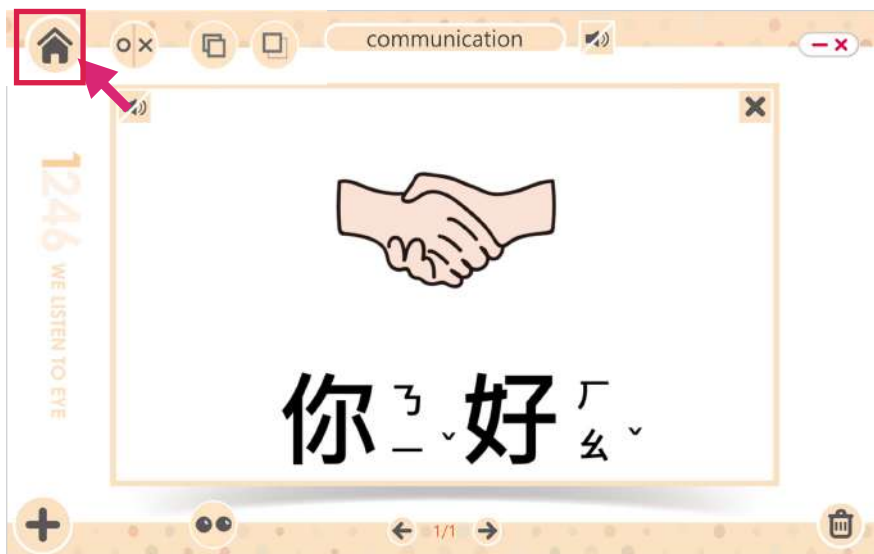 communication
1246 WE LISTEN TO EYE
你ㄋㄧˇ好ㄏㄠˇ
1/1